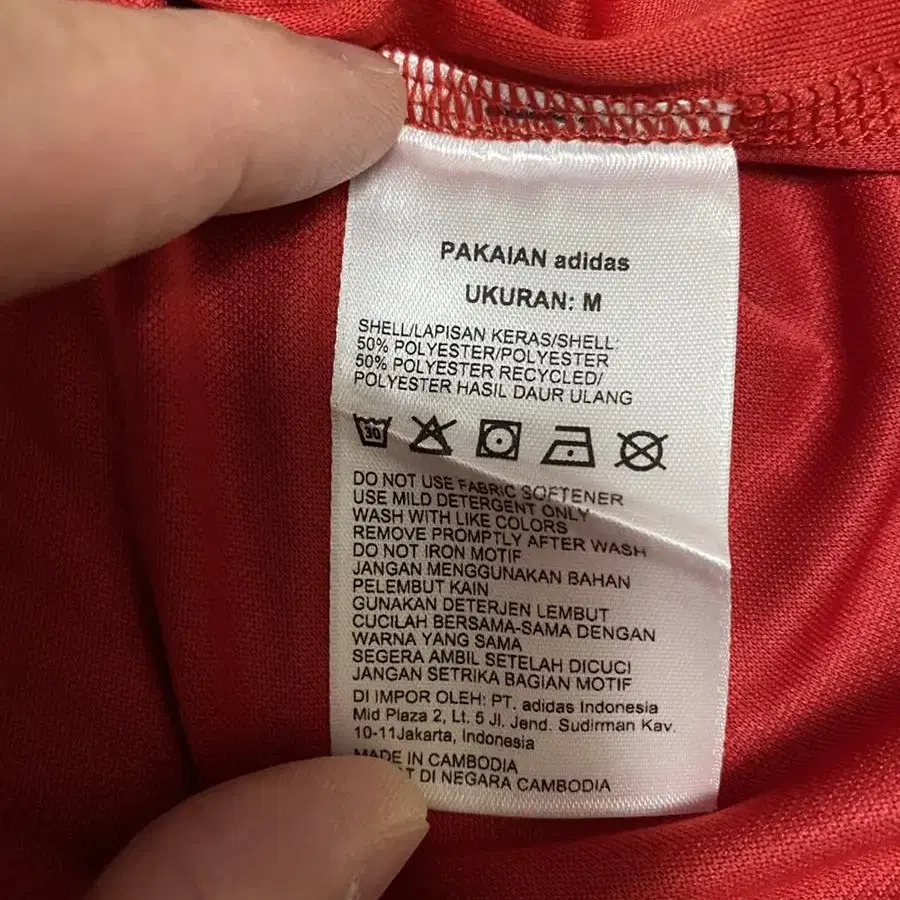 PAKAIAN adidas
UKURAN: M
SHELL/LAPISAN KERAS/SHELL:
50% POLYESTER/POLYESTER
50% POLYESTER RECYCLED/
POLYESTER HASIL DAUR ULANG
30
DO NOT USE FABRIC SOFTENER
USE MILD DETERGENT ONLY
WASH WITH LIKE COLORS
REMOVE PROMPTLY AFTER WASH
DO NOT IRON MOTIF
JANGAN MENGGUNAKAN BAHAN
PELEMBUT KAIN
GUNAKAN DETERJEN LEMBUT
CUCILAH BERSAMA-SAMA DENGAN
WARNA YANG SAMA
SEGERA AMBIL SETELAH DICUCI
JANGAN SETRIKA BAGIAN MOTIF
DI IMPOR OLEH: PT. adidas Indonesia
Mid Plaza 2, Lt. 5 Jl. Jend. Sudirman Kav.
10-11Jakarta, Indonesia
MADE IN CAMBODIA
DI NEGARA CAMBODIA